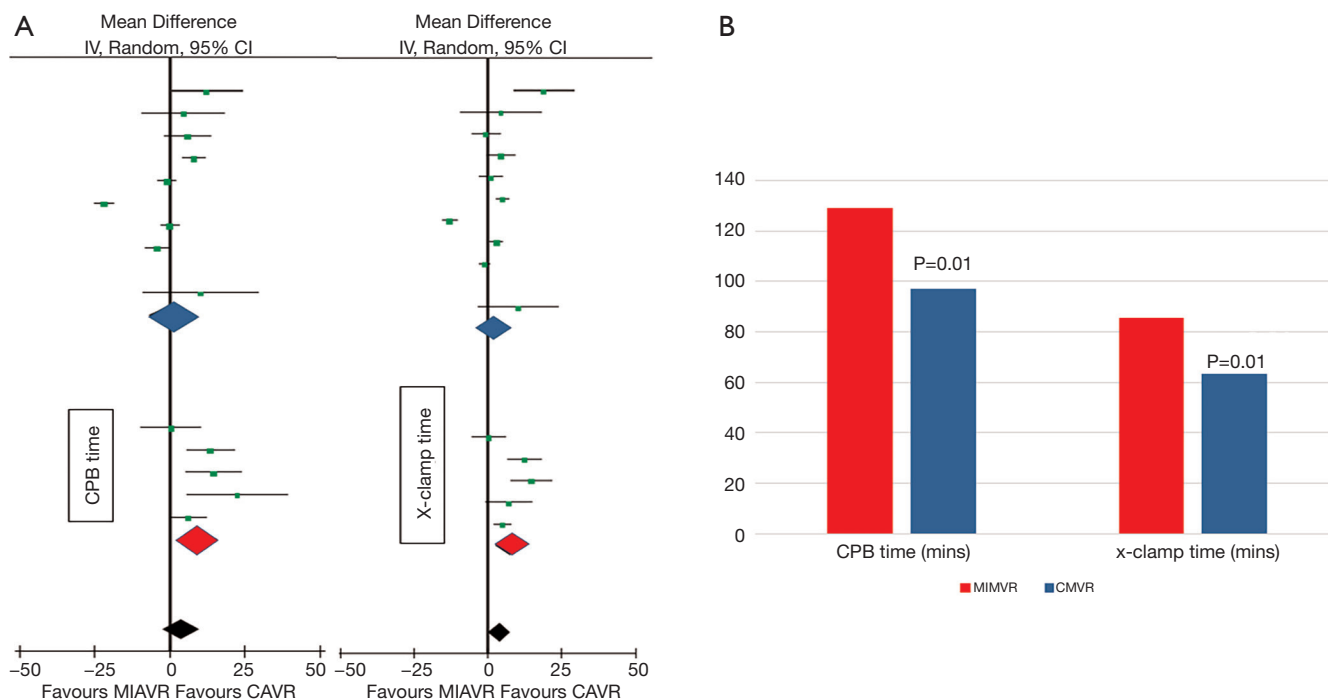 A
Mean Difference
IV, Random, 95% CI
CPB time
−50 −25 0 25 50
Favours MIAVR Favours CAVR
Mean Difference
IV, Random, 95% CI
X-clamp time
−50 −25 0 25 50
Favours MIAVR Favours CAVR
B
140
120
100
80
60
40
20
0
P=0.01
P=0.01
CPB time (mins) x-clamp time (mins)
MIMVR CMVR